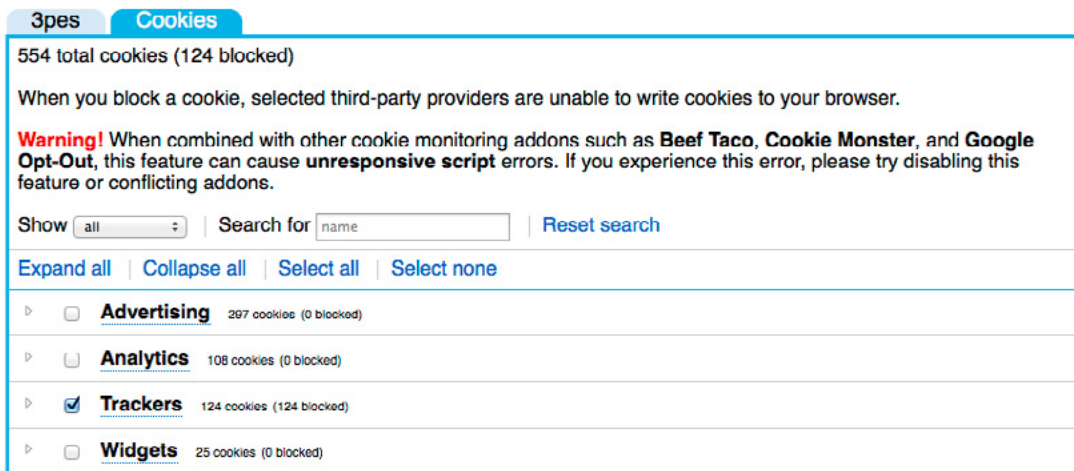 3pes Cookies
554 total cookies (124 blocked)
When you block a cookie, selected third-party providers are unable to write cookies to your browser.
Warning! When combined with other cookie monitoring addons such as Beef Taco, Cookie Monster, and Google
Opt-Out, this feature can cause unresponsive script errors. If you experience this error, please try disabling this
feature or conflicting addons.
Show all Search for name Reset search
Expand all Collapse all Select all Select none
Advertising 297 cookies (0 blocked)
Analytics 108 cookies (0 blocked)
Trackers 124 cookies (124 blocked)
Widgets 25 cookies (0 blocked)